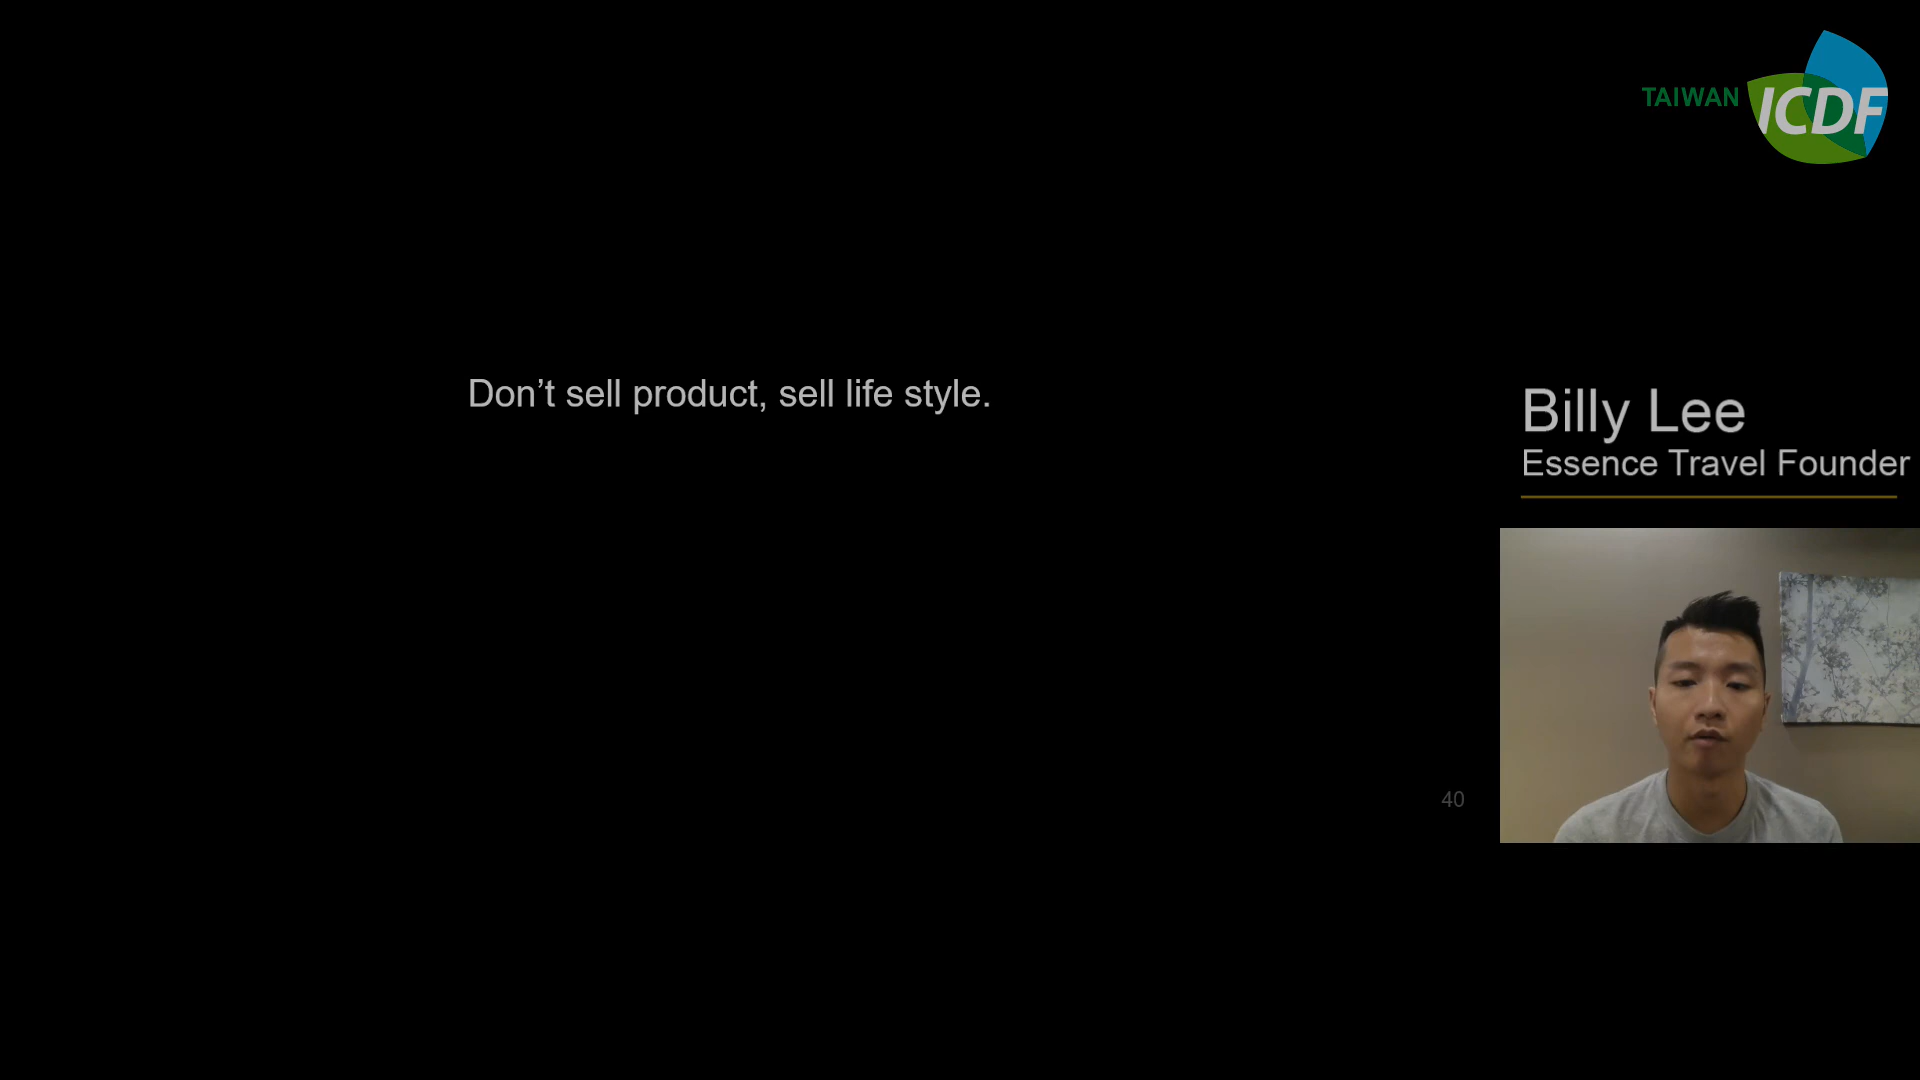 TAIWAN ICDF
Don’t sell product, sell life style.
Billy Lee
Essence Travel Founder
40